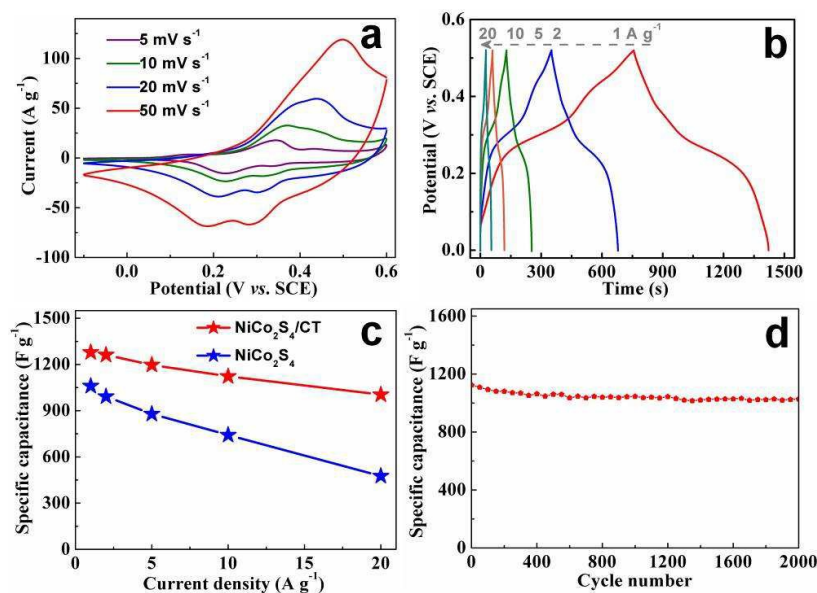 a
5 mV s⁻¹
10 mV s⁻¹
20 mV s⁻¹
50 mV s⁻¹
100
50
0
-50
-100
Current (A g⁻¹)
0.0 0.2 0.4 0.6
Potential (V vs. SCE)
b
20 10 5 2 1 A g⁻¹
0.6
0.4
0.2
0.0
Potential (V vs. SCE)
0 300 600 900 1200 1500
Time (s)
c
NiCo₂S₄/CT
NiCo₂S₄
1500
1200
900
600
300
0
Specific capacitance (F g⁻¹)
0 5 10 15 20
Current density (A g⁻¹)
d
1600
1200
800
400
0
Specific capacitance (F g⁻¹)
0 400 800 1200 1600 2000
Cycle number